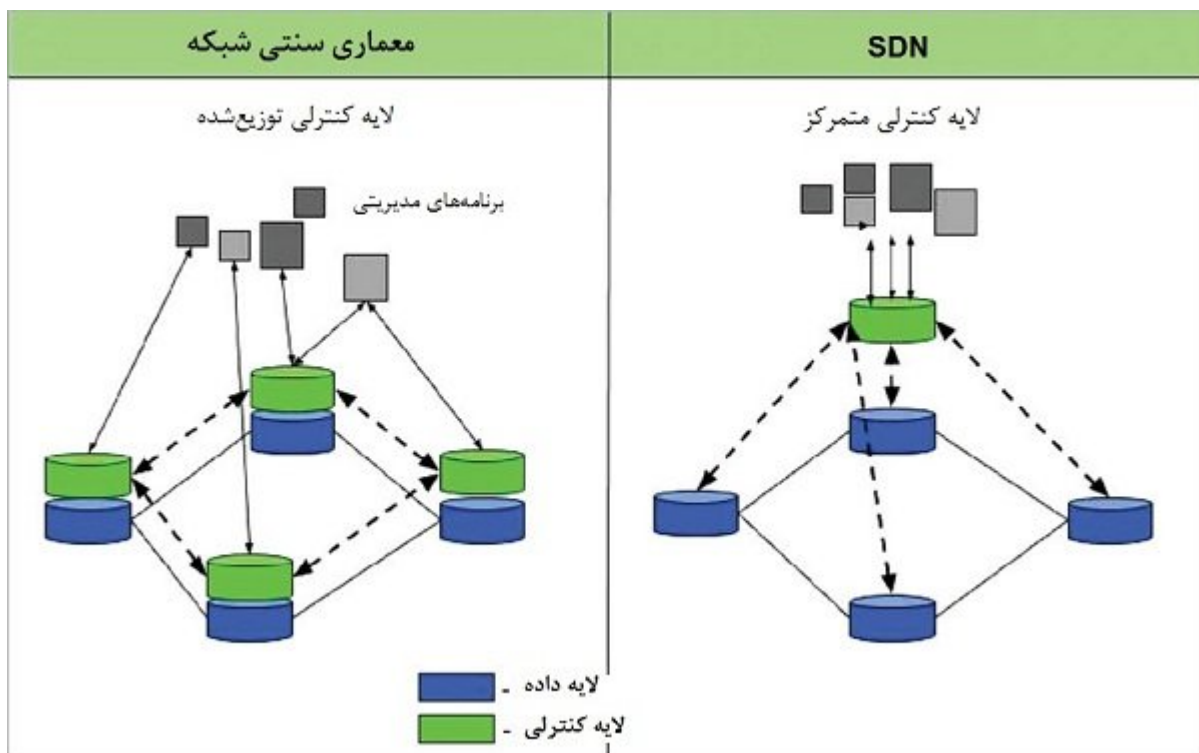 معماری سنتی شبکه
SDN
لایه کنترلی توزیع‌شده
لایه کنترلی متمرکز
برنامه‌های مدیریتی
لایه داده -
لایه کنترلی -